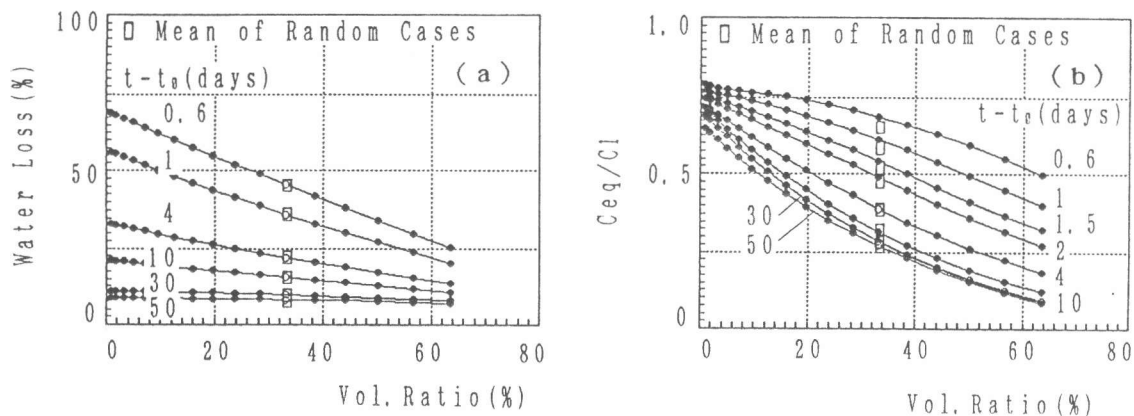 100
Mean of Random Cases
(a)
t-t₀(days)
0.6
1
50
4
10
30
50
0
0 20 40 60 80
Water Loss(%)
Vol.Ratio(%)
1.0
Mean of Random Cases
(b)
t-t₀(days)
0.6
0.5
1
1.5
30
50
2
4
10
0
0 20 40 60 80
Ceq/Cl
Vol.Ratio(%)